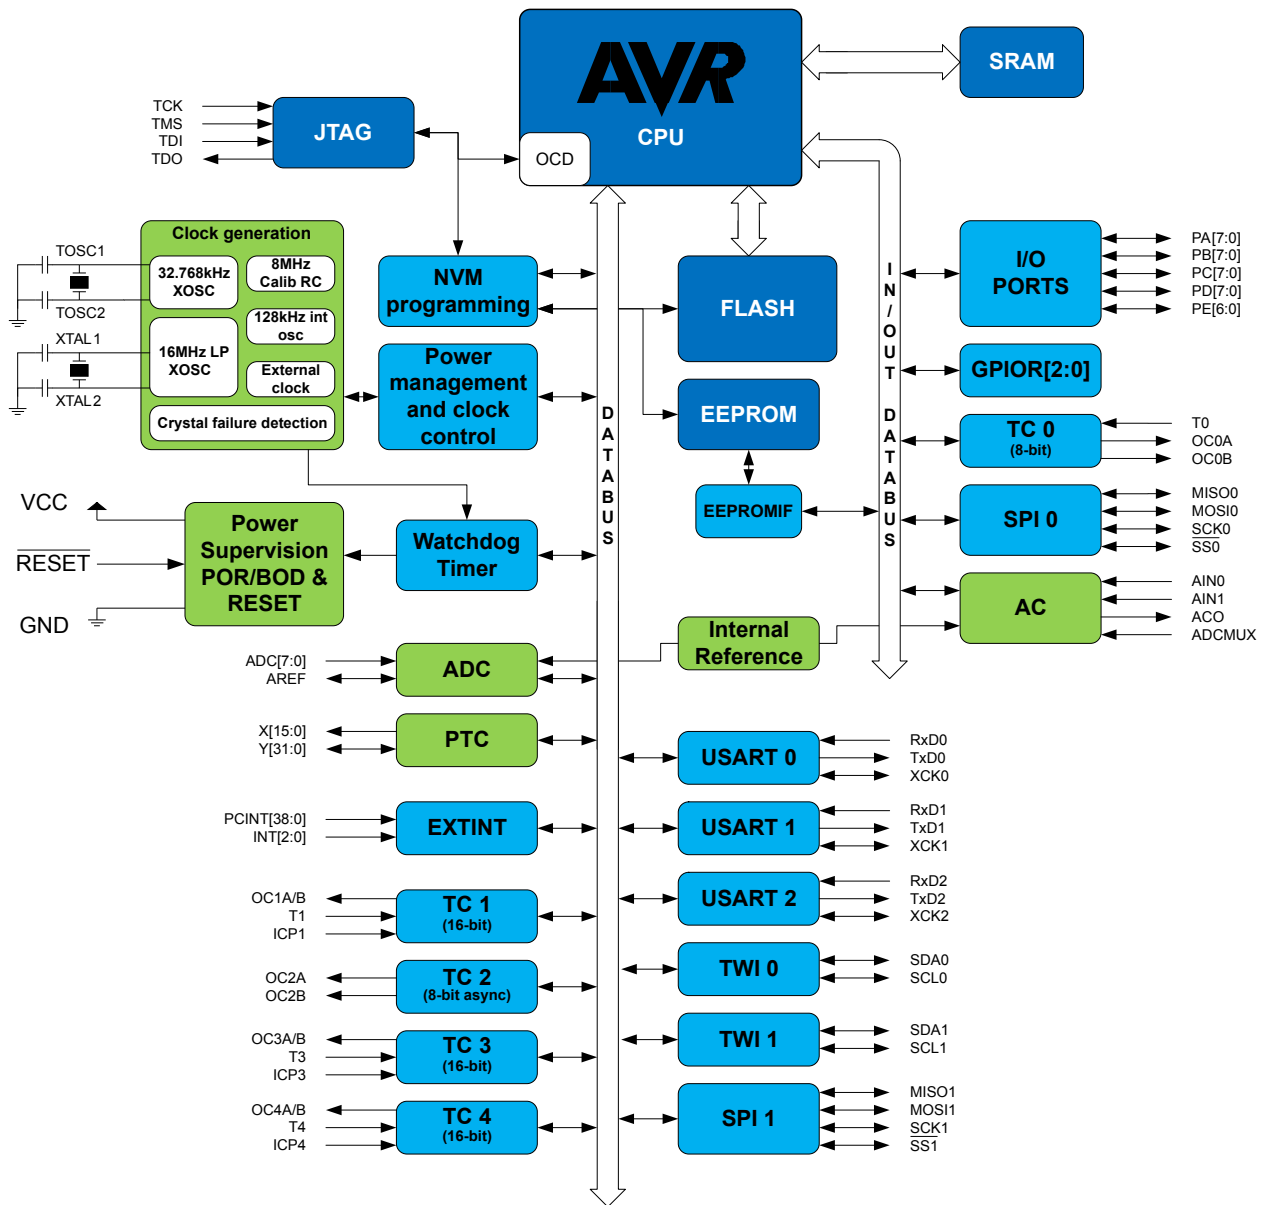 AVR
CPU
OCD
SRAM
TCK
TMS
TDI
TDO
JTAG
Clock generation
TOSC1
TOSC2
XTAL1
XTAL2
32.768kHz
XOSC
8MHz
Calib RC
16MHz LP
XOSC
128kHz int
osc
External
clock
Crystal failure detection
NVM
programming
Power
management
and clock
control
FLASH
EEPROM
EEPROMIF
DATABUS
IN/OUT DATABUS
I/O
PORTS
PA[7:0]
PB[7:0]
PC[7:0]
PD[7:0]
PE[6:0]
GPIOR[2:0]
TC 0
(8-bit)
T0
OC0A
OC0B
SPI 0
MISO0
MOSI0
SCK0
SS0
AC
AIN0
AIN1
ACO
ADCMUX
VCC
RESET
GND
Power
Supervision
POR/BOD &
RESET
Watchdog
Timer
Internal
Reference
ADC[7:0]
AREF
ADC
X[15:0]
Y[31:0]
PTC
PCINT[38:0]
INT[2:0]
EXTINT
OC1A/B
T1
ICP1
TC 1
(16-bit)
OC2A
OC2B
TC 2
(8-bit async)
OC3A/B
T3
ICP3
TC 3
(16-bit)
OC4A/B
T4
ICP4
TC 4
(16-bit)
USART 0
RxD0
TxD0
XCK0
USART 1
RxD1
TxD1
XCK1
USART 2
RxD2
TxD2
XCK2
TWI 0
SDA0
SCL0
TWI 1
SDA1
SCL1
SPI 1
MISO1
MOSI1
SCK1
SS1